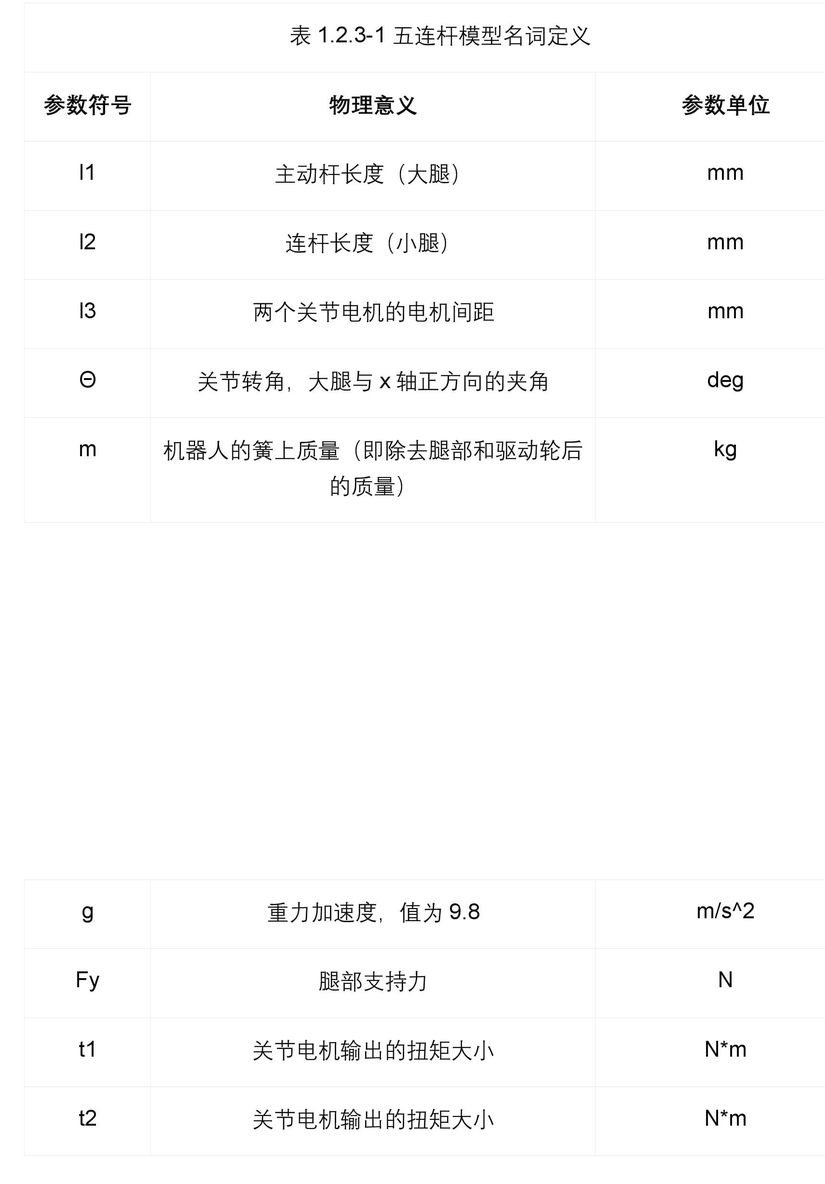 表 1.2.3-1 五连杆模型名词定义
参数符号 物理意义 参数单位
l1 主动杆长度（大腿） mm
l2 连杆长度（小腿） mm
l3 两个关节电机的电机间距 mm
Θ 关节转角，大腿与 x 轴正方向的夹角 deg
m 机器人的簧上质量（即除去腿部和驱动轮后 kg
的质量）
g 重力加速度，值为 9.8 m/s^2
Fy 腿部支持力 N
t1 关节电机输出的扭矩大小 N*m
t2 关节电机输出的扭矩大小 N*m